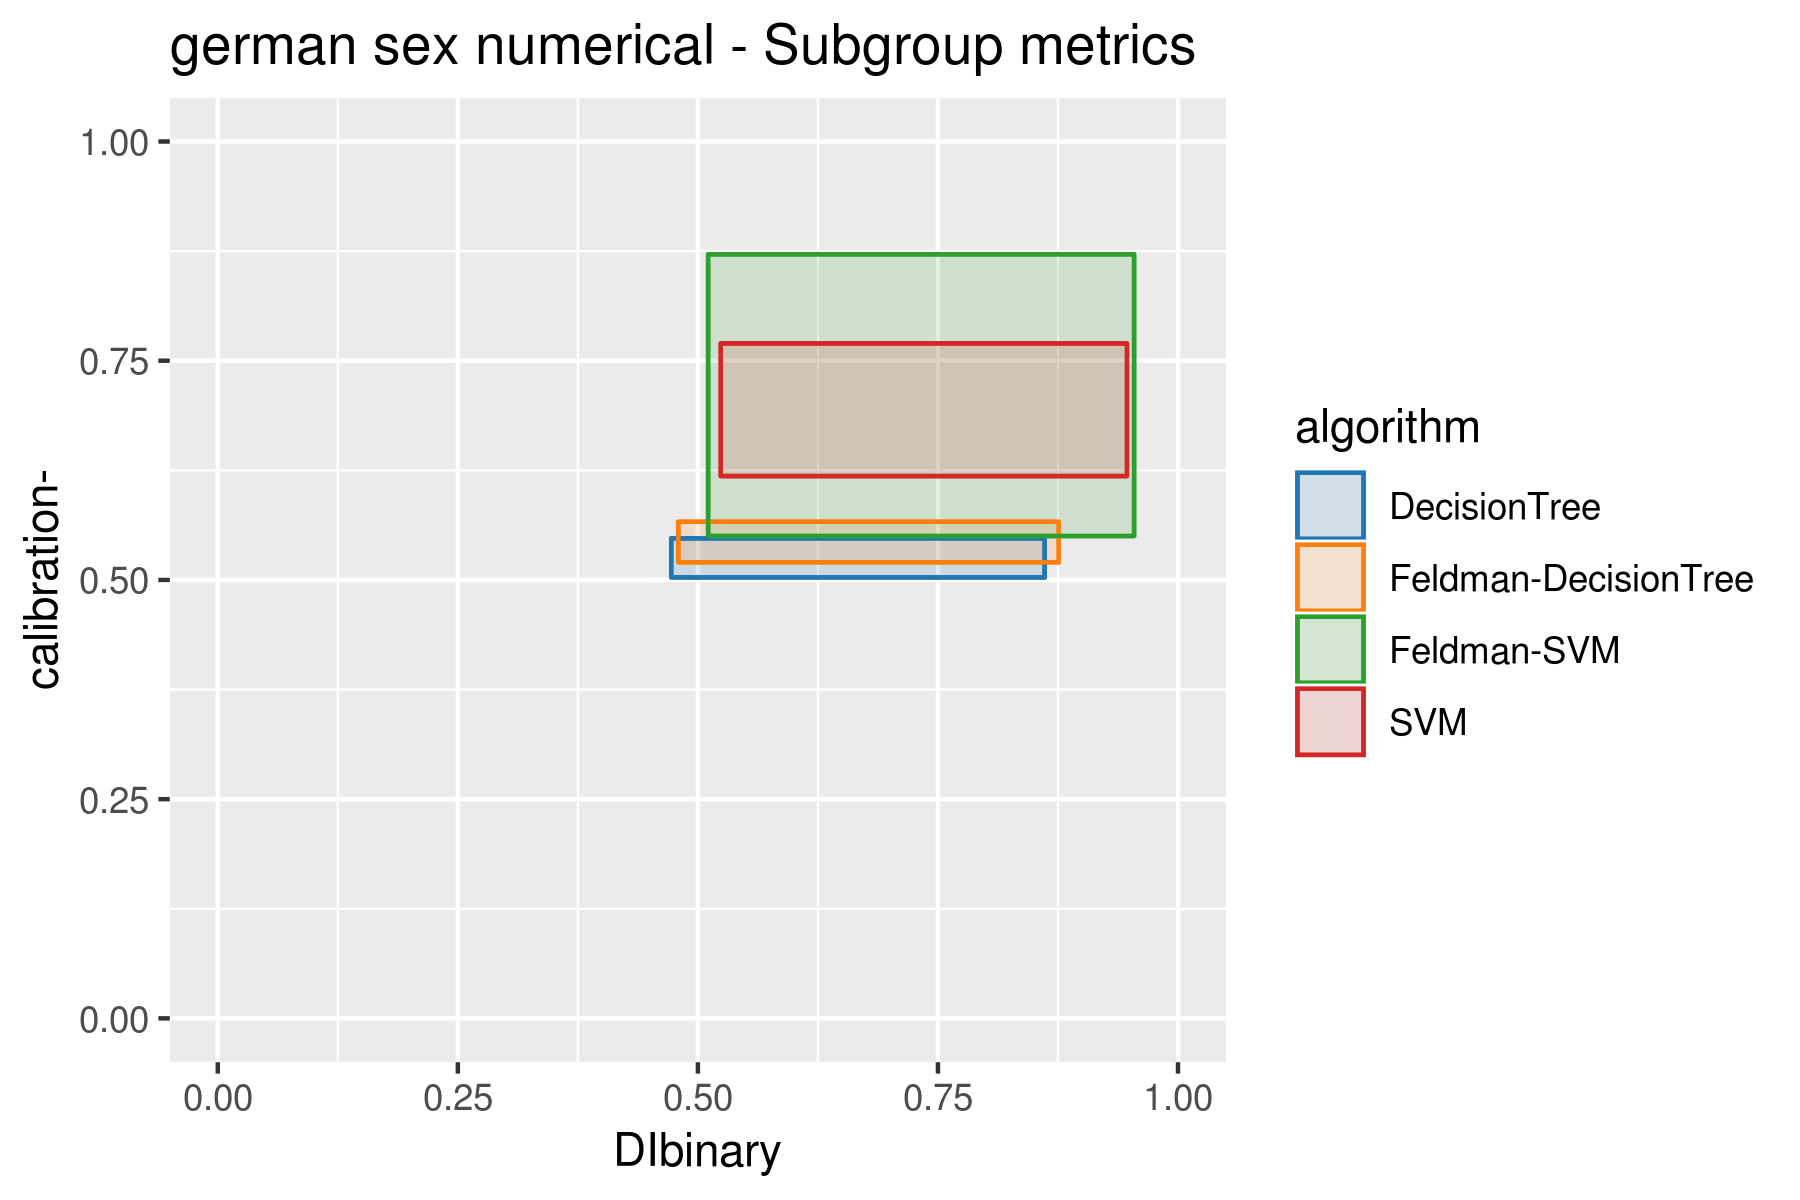 german sex numerical - Subgroup metrics
calibration-
1.00
0.75
0.50
0.25
0.00
0.00 0.25 0.50 0.75 1.00
DIbinary
algorithm
DecisionTree
Feldman-DecisionTree
Feldman-SVM
SVM